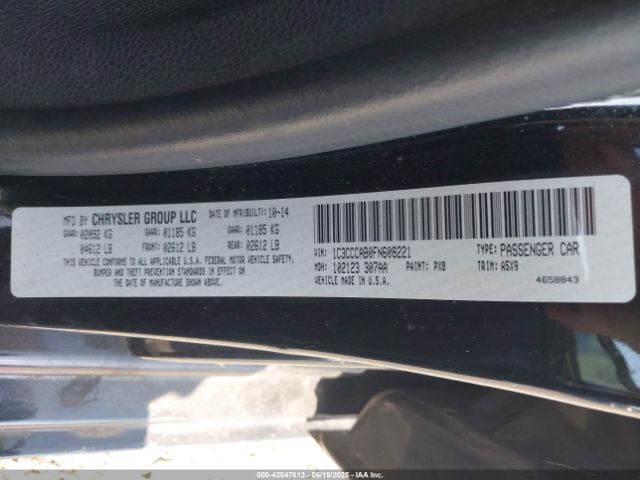 MFD BY CHRYSLER GROUP LLC DATE OF MFR(BUILT): 10-14
GVWR: 02092 KG GAWR: 01185 KG GAWR: 01185 KG
04612 LB FRONT: 02612 LB REAR: 02612 LB
THIS VEHICLE CONFORMS TO ALL APPLICABLE U.S.A. FEDERAL MOTOR VEHICLE SAFETY,
BUMPER AND THEFT PREVENTION STANDARDS IN EFFECT ON
THE DATE OF MANUFACTURE SHOWN ABOVE.
VIN: 1C3CCCAB0FN608221 TYPE: PASSENGER CAR
MDH: 102123 307AA PAINT: PX8 TRIM: A5X9
VEHICLE MADE IN U.S.A. 4658843
000-42547613 - 06/19/2025 - IAAI.COM